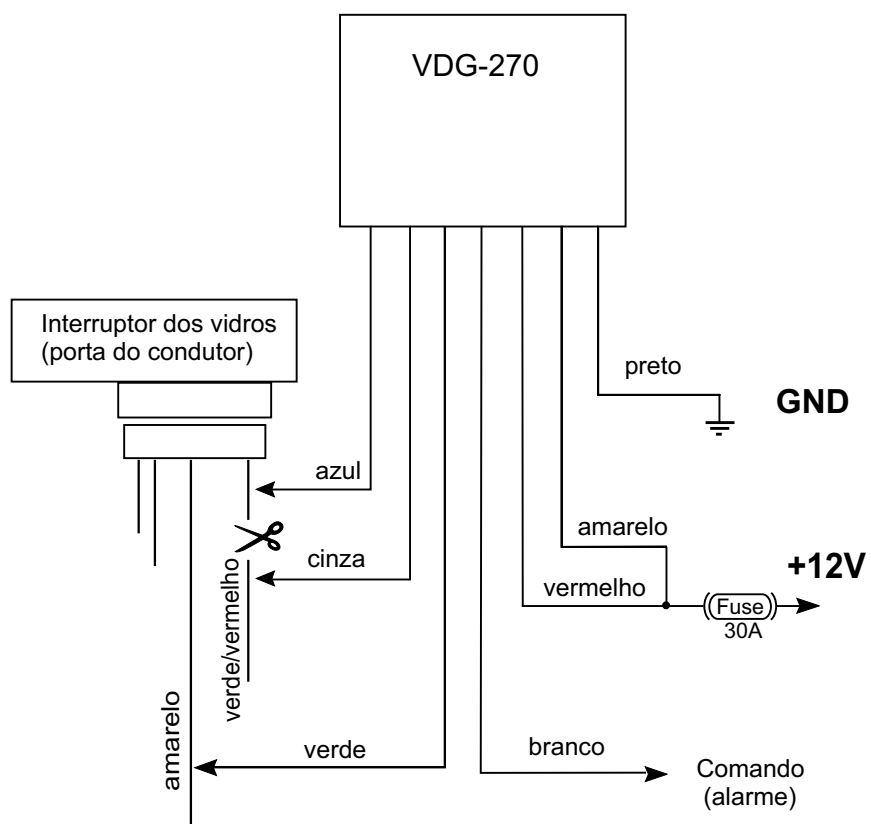 VDG-270
Interruptor dos vidros
(porta do condutor)
preto
GND
azul
amarelo
+12V
cinza
vermelho
Fuse
30A
verde/vermelho
amarelo
verde
branco
Comando
(alarme)